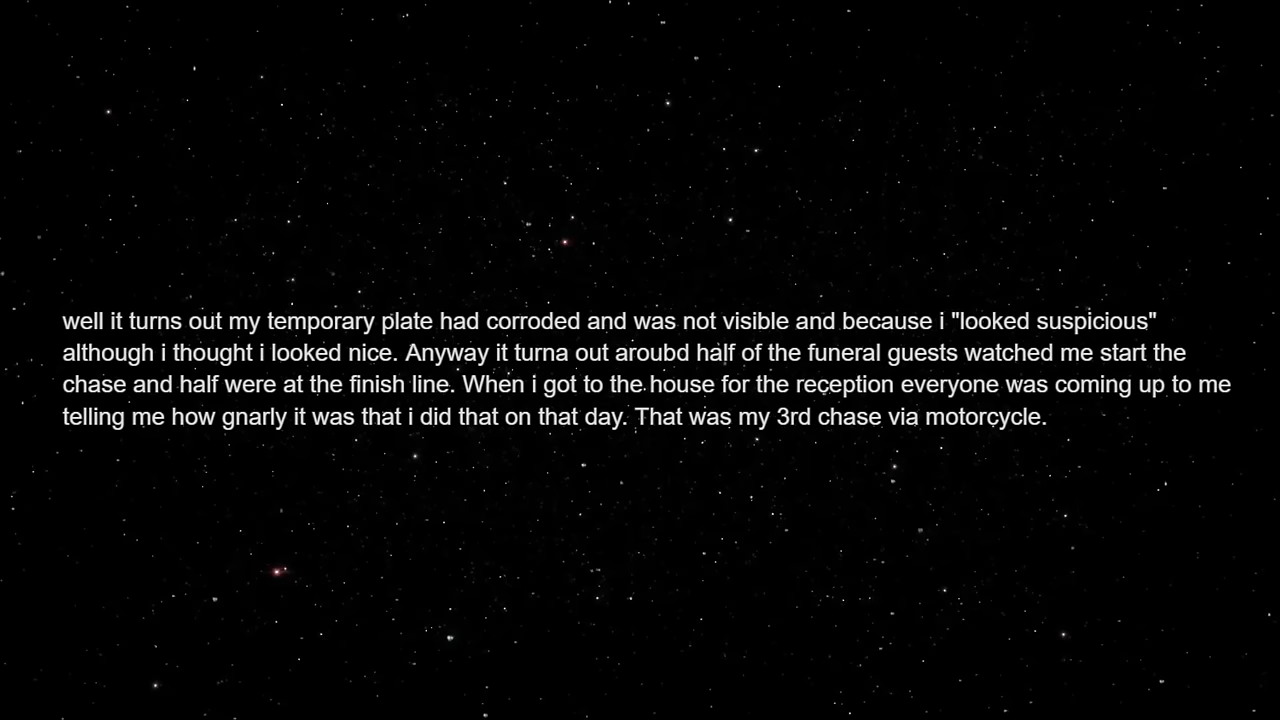 well it turns out my temporary plate had corroded and was not visible and because i "looked suspicious"
although i thought i looked nice. Anyway it turna out aroubd half of the funeral guests watched me start the
chase and half were at the finish line. When i got to the house for the reception everyone was coming up to me
telling me how gnarly it was that i did that on that day. That was my 3rd chase via motorcycle.